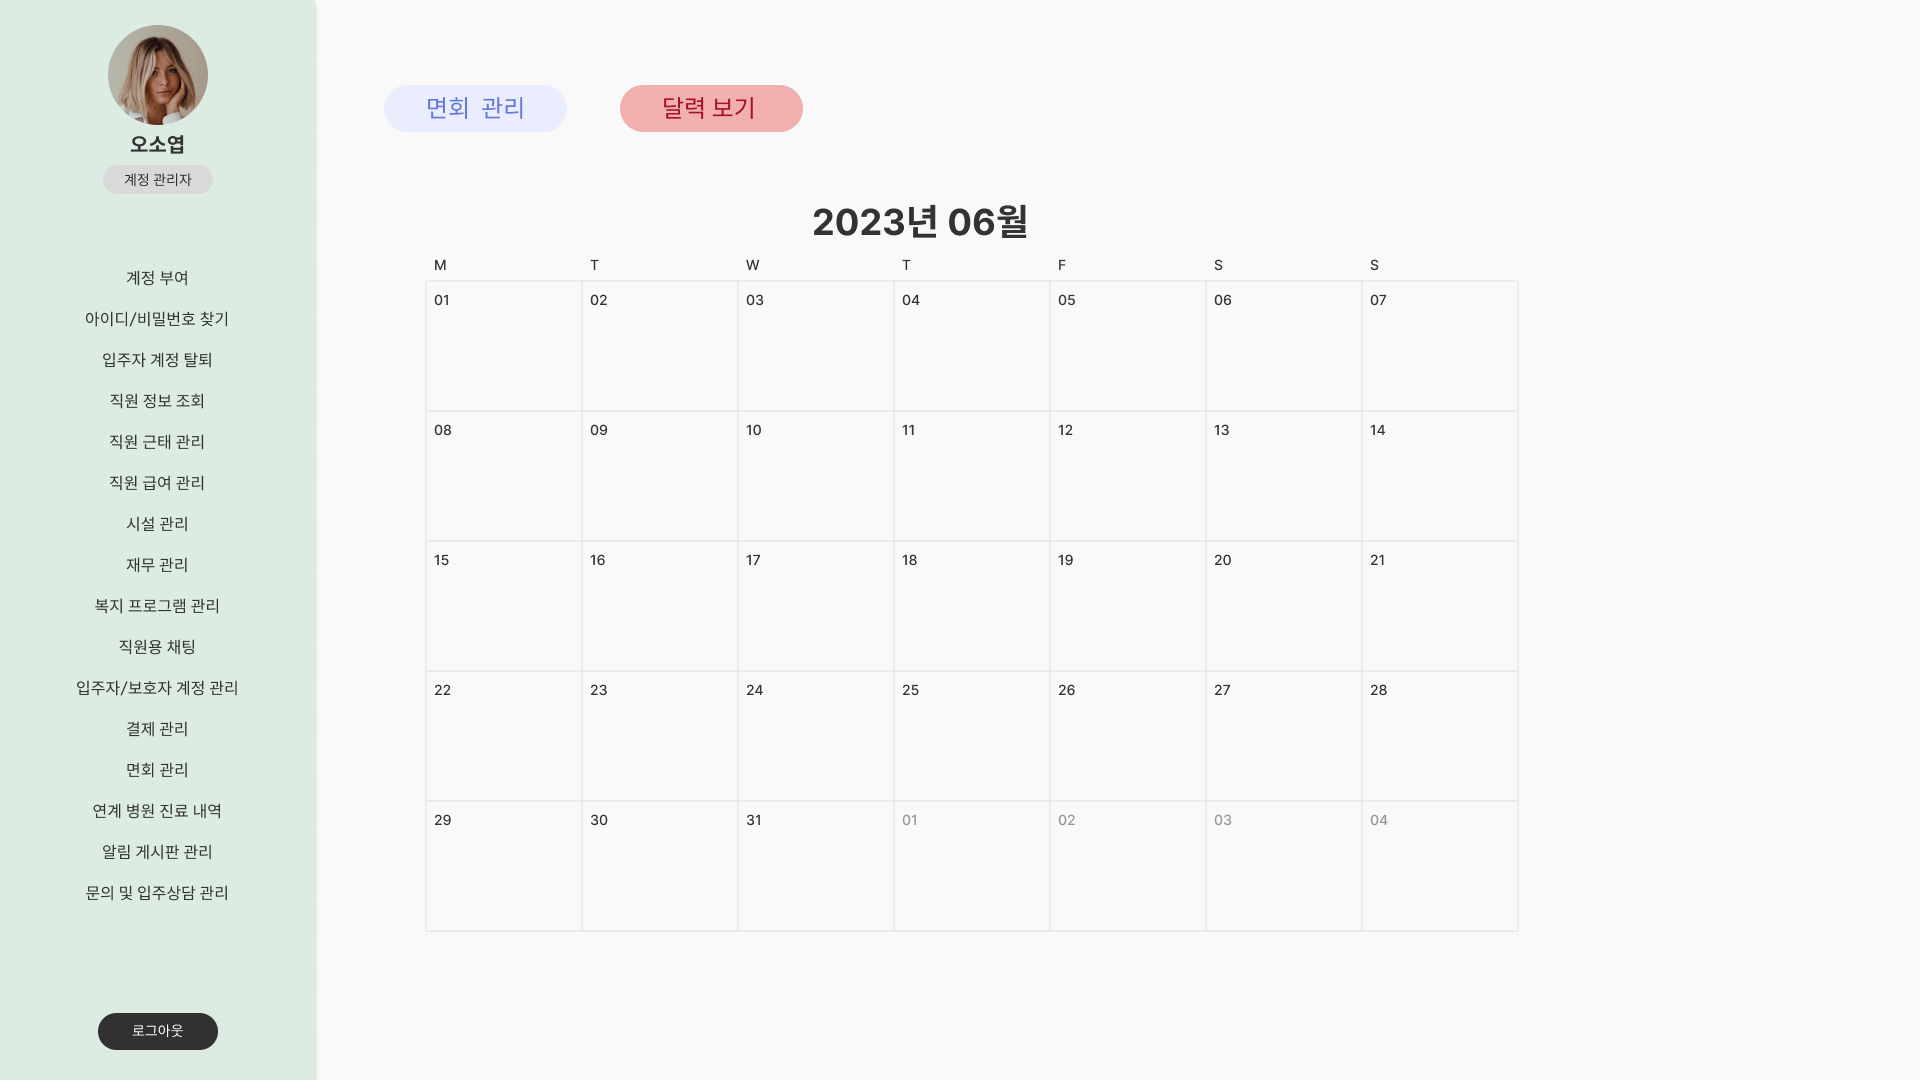 오소엽
계정 관리자
계정 부여
아이디/비밀번호 찾기
입주자 계정 탈퇴
직원 정보 조회
직원 근태 관리
직원 급여 관리
시설 관리
재무 관리
복지 프로그램 관리
직원용 채팅
입주자/보호자 계정 관리
결제 관리
면회 관리
연계 병원 진료 내역
알림 게시판 관리
문의 및 입주상담 관리
로그아웃
면회 관리 달력 보기
2023년 06월
M T W T F S S
01 02 03 04 05 06 07
08 09 10 11 12 13 14
15 16 17 18 19 20 21
22 23 24 25 26 27 28
29 30 31 01 02 03 04